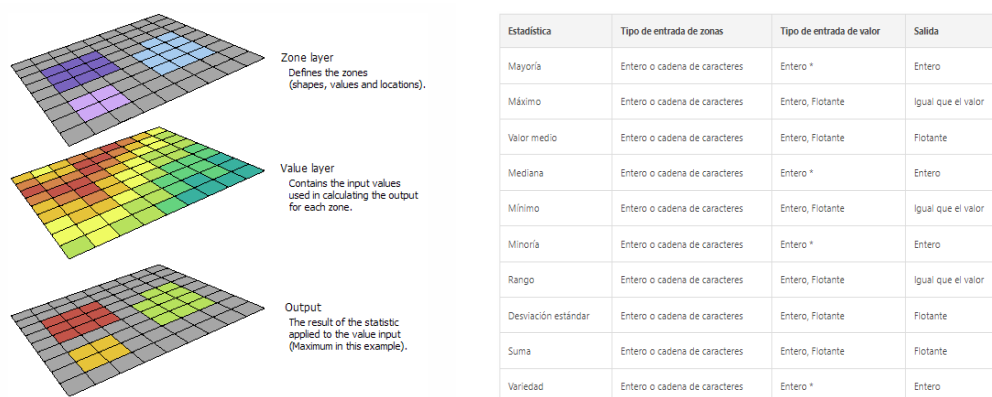 Zone layer
Defines the zones
(shapes, values and locations).
Value layer
Contains the input values
used in calculating the output
for each zone.
Output
The result of the statistic
applied to the value input
(Maximum in this example).
Estadística Tipo de entrada de zonas Tipo de entrada de valor Salida
Mayoría Entero o cadena de caracteres Entero * Entero
Máximo Entero o cadena de caracteres Entero, Flotante Igual que el valor
Valor medio Entero o cadena de caracteres Entero, Flotante Flotante
Mediana Entero o cadena de caracteres Entero * Entero
Mínimo Entero o cadena de caracteres Entero, Flotante Igual que el valor
Minoría Entero o cadena de caracteres Entero * Entero
Rango Entero o cadena de caracteres Entero, Flotante Igual que el valor
Desviación estándar Entero o cadena de caracteres Entero, Flotante Flotante
Suma Entero o cadena de caracteres Entero, Flotante Flotante
Variedad Entero o cadena de caracteres Entero * Entero